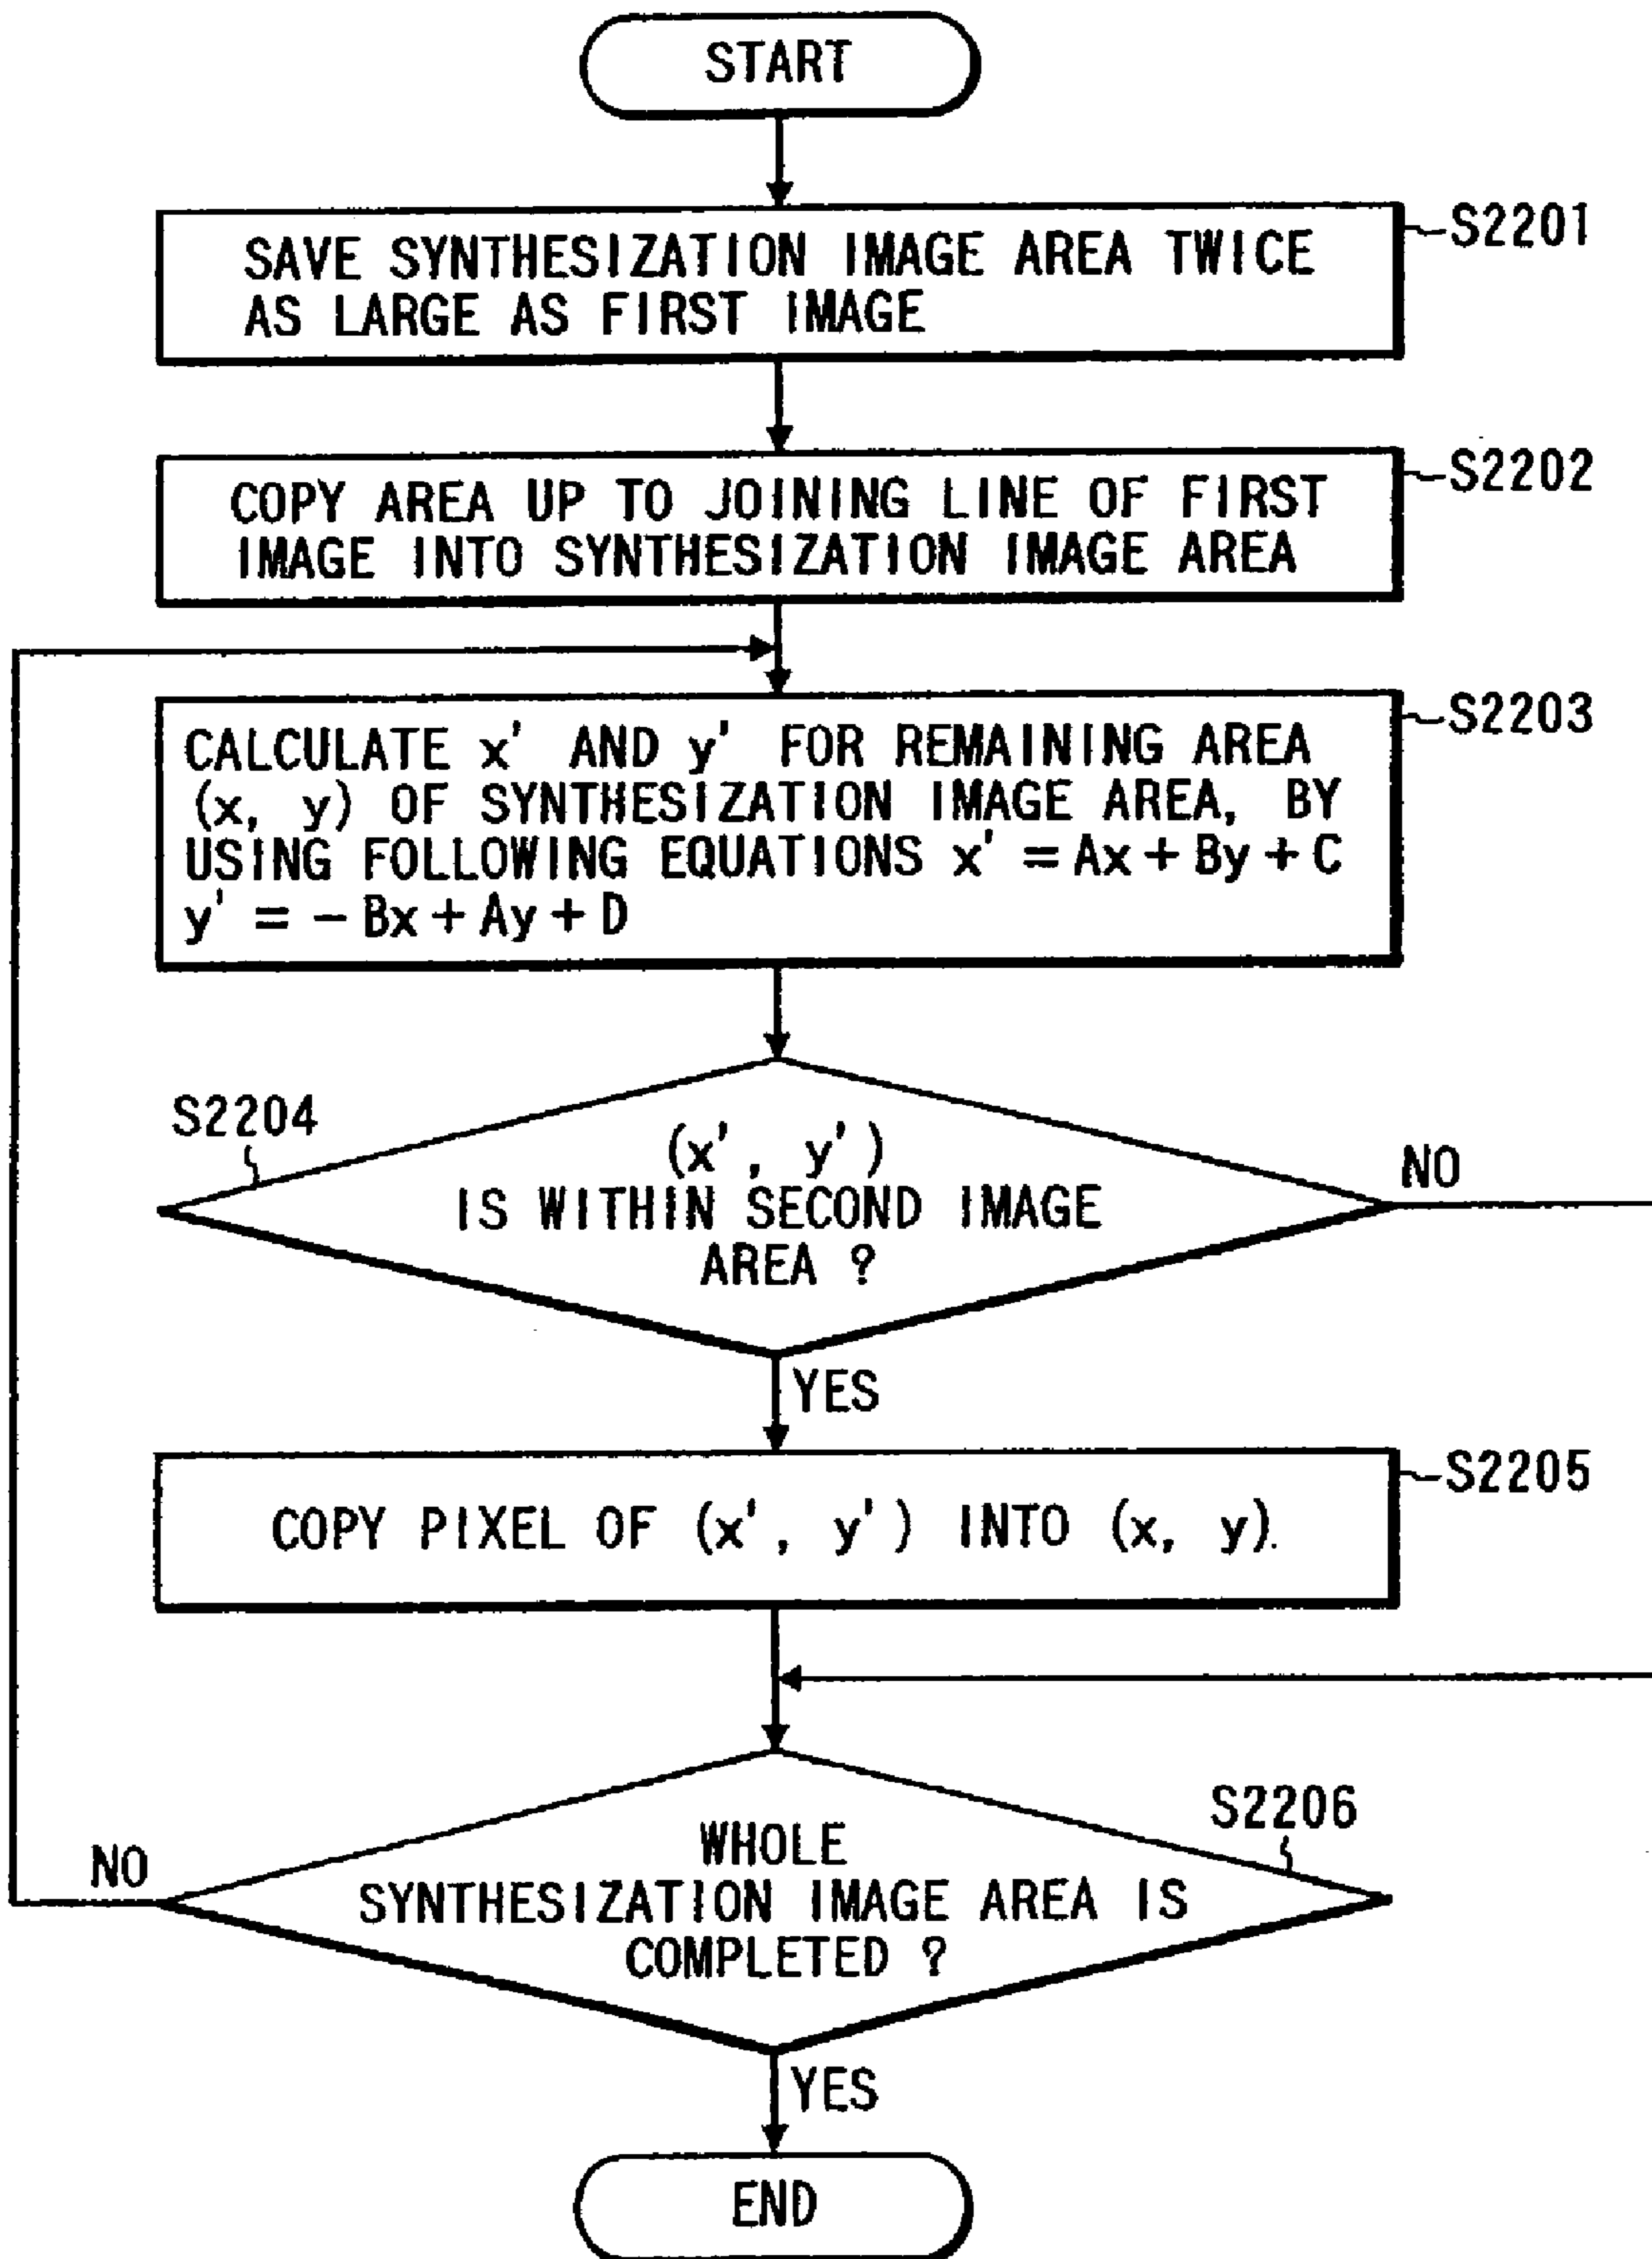 START
S2201
SAVE SYNTHESIZATION IMAGE AREA TWICE
AS LARGE AS FIRST IMAGE
S2202
COPY AREA UP TO JOINING LINE OF FIRST
IMAGE INTO SYNTHESIZATION IMAGE AREA
S2203
CALCULATE x' AND y' FOR REMAINING AREA
(x, y) OF SYNTHESIZATION IMAGE AREA, BY
USING FOLLOWING EQUATIONS x' = Ax + By + C
y' = − Bx + Ay + D
S2204
(x', y')
IS WITHIN SECOND IMAGE
AREA ?
NO
YES
S2205
COPY PIXEL OF (x', y') INTO (x, y).
S2206
WHOLE
SYNTHESIZATION IMAGE AREA IS
COMPLETED ?
NO
YES
END